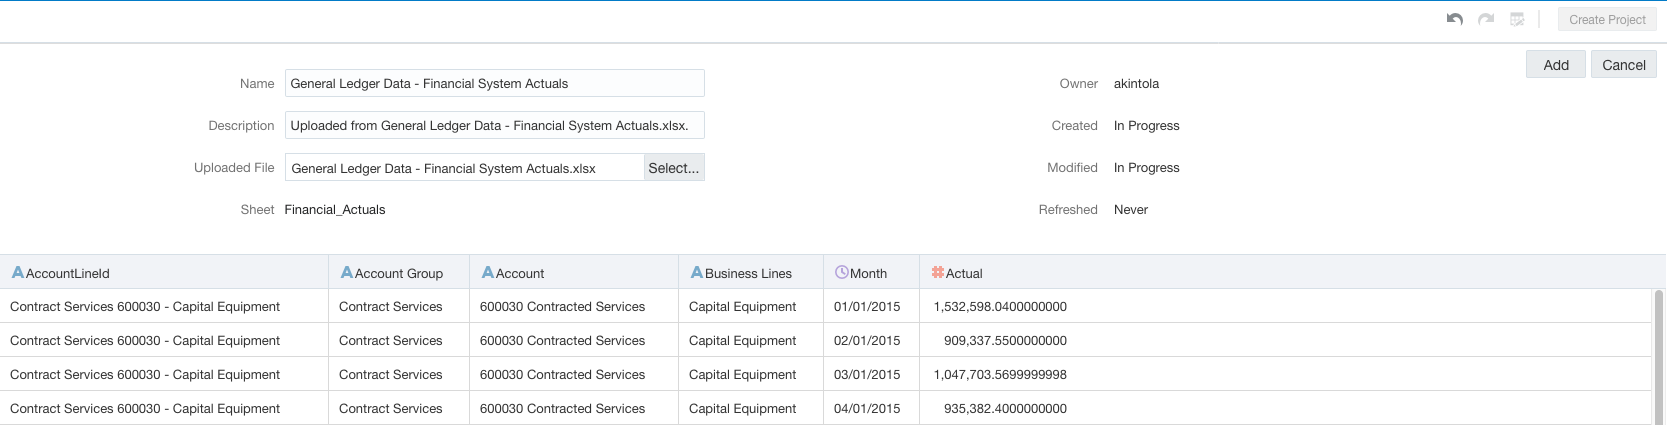 Create Project
Add Cancel
Name General Ledger Data - Financial System Actuals Owner akintola
Description Uploaded from General Ledger Data - Financial System Actuals.xlsx. Created In Progress
Uploaded File General Ledger Data - Financial System Actuals.xlsx Select... Modified In Progress
Sheet Financial_Actuals Refreshed Never
A AccountLineId A Account Group A Account A Business Lines Month # Actual
Contract Services 600030 - Capital Equipment Contract Services 600030 Contracted Services Capital Equipment 01/01/2015 1,532,598.0400000000
Contract Services 600030 - Capital Equipment Contract Services 600030 Contracted Services Capital Equipment 02/01/2015 909,337.5500000000
Contract Services 600030 - Capital Equipment Contract Services 600030 Contracted Services Capital Equipment 03/01/2015 1,047,703.5699999998
Contract Services 600030 - Capital Equipment Contract Services 600030 Contracted Services Capital Equipment 04/01/2015 935,382.4000000000